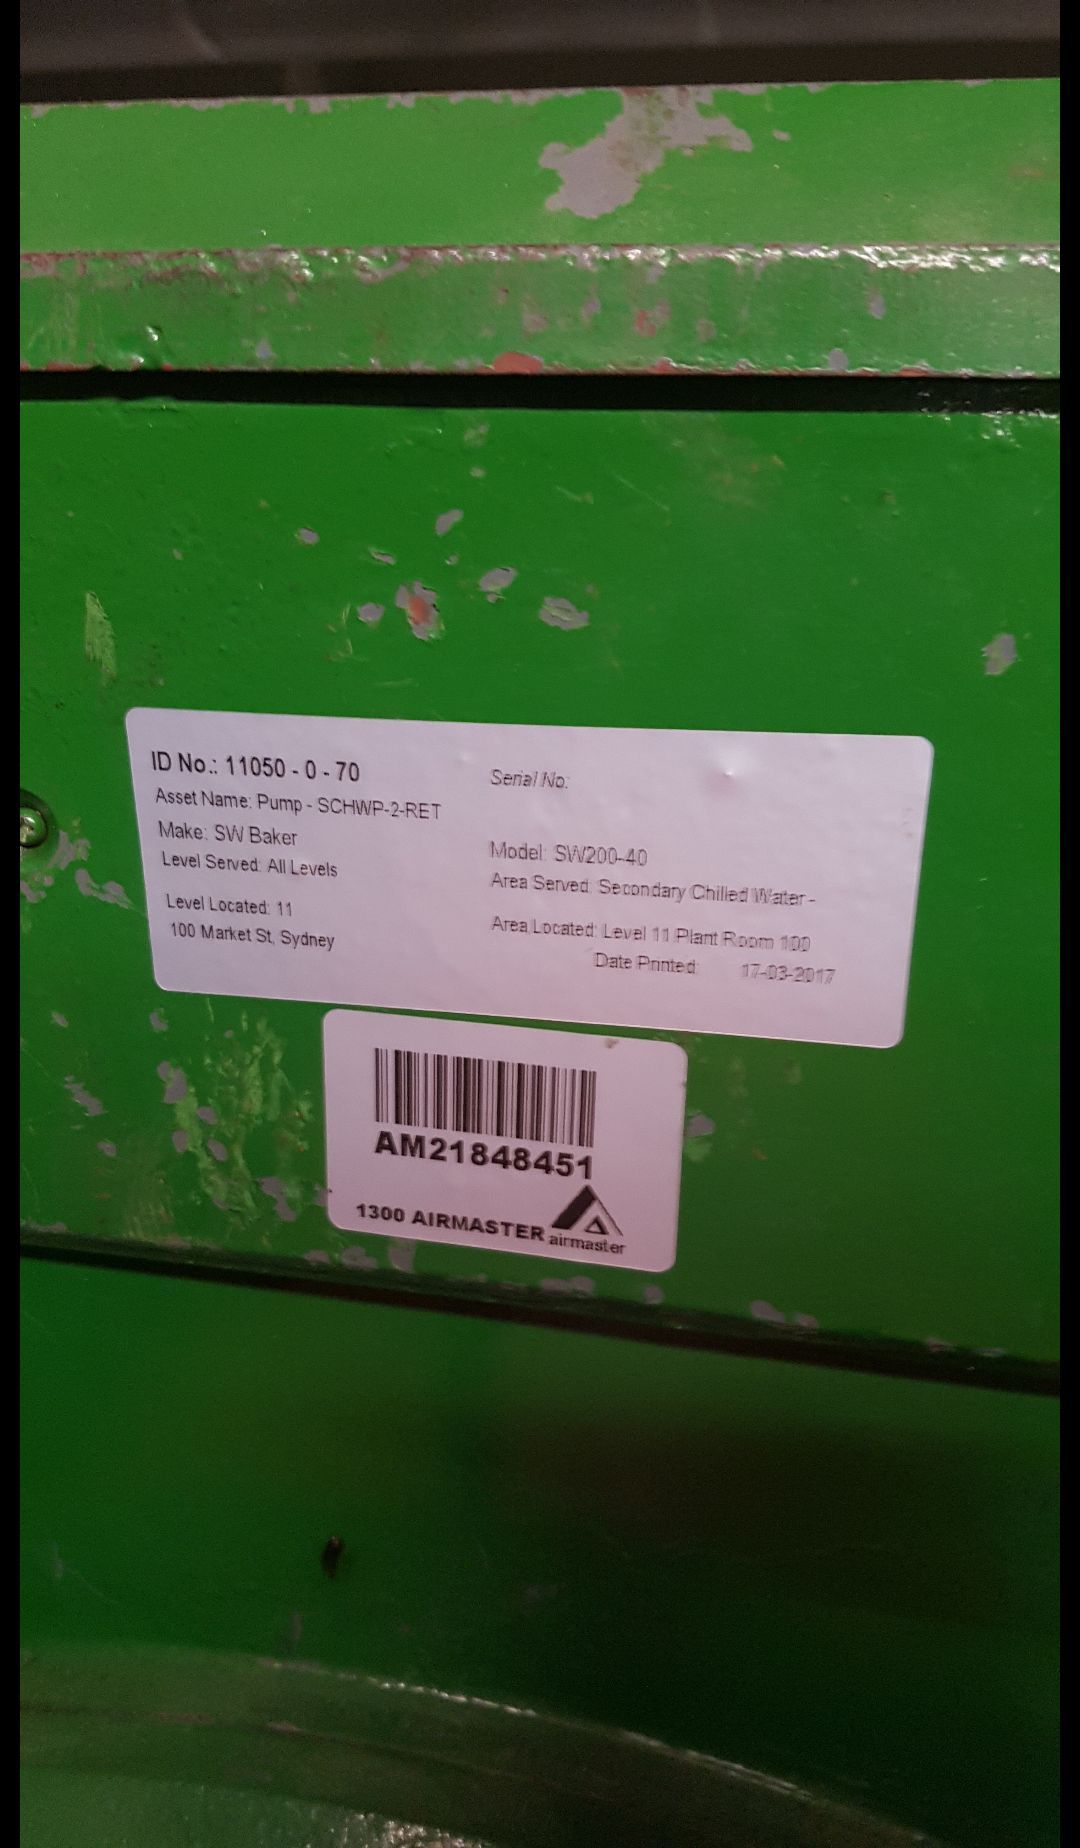 ID No.: 11050 - 0 - 70
Serial No:
Asset Name: Pump - SCHWP-2-RET
Make: SW Baker
Model: SW200-40
Level Served: All Levels
Area Served: Secondary Chilled Water -
Level Located: 11
Area Located: Level 11 Plant Room 100
100 Market St, Sydney
Date Printed: 17-03-2017
AM21848451
1300 AIRMASTER
airmaster